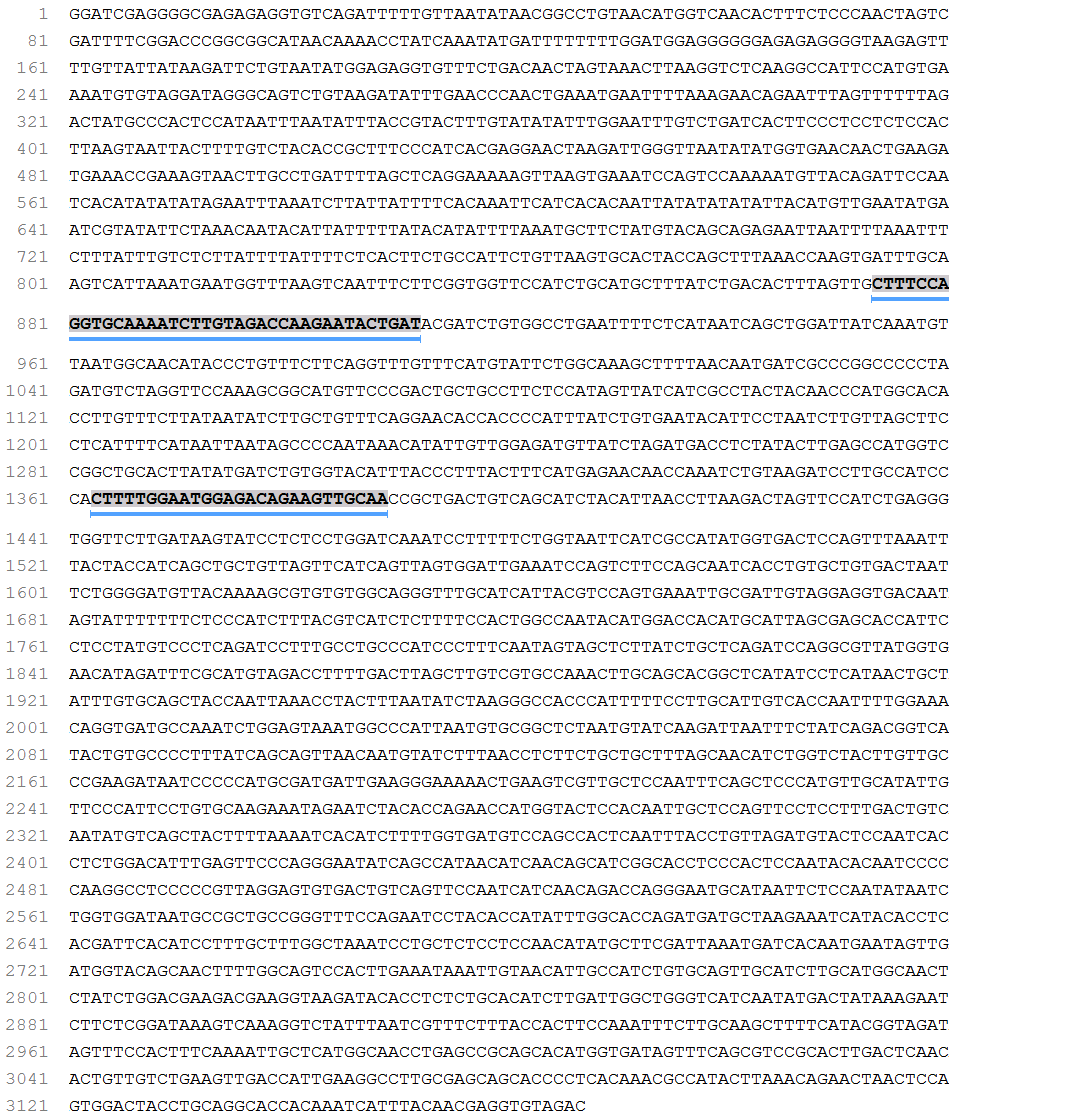 1 GGATCGAGGGGCGAGAGAGGTGTCAGATTTTTGTTAATATAACGGCCTGTAACATGGTCAACACTTTCTCCCAACTAGTC
81 GATTTTCGGACCCGGCGGCATAACAAAACCTATCAAATATGATTTTTTTTGGATGGAGGGGGGAGAGAGGGGTAAGAGTT
161 TTGTTATTATAAGATTCTGTAATATGGAGAGGTGTTTCTGACAACTAGTAAACTTAAGGTCTCAAGGCCATTCCATGTGA
241 AAATGTGTAGGATAGGGCAGTCTGTAAGATATTTGAACCCAACTGAAATGAATTTTAAAGAACAGAATTTAGTTTTTTAG
321 ACTATGCCCACTCCATAATTTAATATTTACCGTACTTTGTATATATTTGGAATTTGTCTGATCACTTCCCTCCTCTCCAC
401 TTAAGTAATTACTTTTGTCTACACCGCTTTCCCATCACGAGGAACTAAGATTGGGTTAATATATGGTGAACAACTGAAGA
481 TGAAACCGAAAGTAACTTGCCTGATTTTAGCTCAGGAAAAAGTTAAGTGAAATCCAGTCCAAAAATGTTACAGATTCCAA
561 TCACATATATATAGAATTTAAATCTTATTATTTTCACAAATTCATCACACAATTATATATATATTACATGTTGAATATGA
641 ATCGTATATTCTAAACAATACATTATTTTTATACATATTTTAAATGCTTCTATGTACAGCAGAGAATTAATTTTAAATTT
721 CTTTATTTGTCTCTTATTTTATTTTCTCACTTCTGCCATTCTGTTAAGTGCACTACCAGCTTTAAACCAAGTGATTTGCA
801 AGTCATTAAATGAATGGTTTAAGTCAATTTCTTCGGTGGTTCCATCTGCATGCTTTATCTGACACTTTAGTTGCTTTCCA
881 GGTGCAAAATCTTGTAGACCAAGAATACTGATACGATCTGTGGCCTGAATTTTCTCATAATCAGCTGGATTATCAAATGT
961 TAATGGCAACATACCCTGTTTCTTCAGGTTTGTTTCATGTATTCTGGCAAAGCTTTTAACAATGATCGCCCGGCCCCCTA
1041 GATGTCTAGGTTCCAAAGCGGCATGTTCCCGACTGCTGCCTTCTCCATAGTTATCATCGCCTACTACAACCCATGGCACA
1121 CCTTGTTTCTTATAATATCTTGCTGTTTCAGGAACACCACCCCATTTATCTGTGAATACATTCCTAATCTTGTTAGCTTC
1201 CTCATTTTCATAATTAATAGCCCCAATAAACATATTGTTGGAGATGTTATCTAGATGACCTCTATACTTGAGCCATGGTC
1281 CGGCTGCACTTATATGATCTGTGGTACATTTACCCTTTACTTTCATGAGAACAACCAAATCTGTAAGATCCTTGCCATCC
1361 CACTTTTGGAATGGAGACAGAAGTTGCAACCGCTGACTGTCAGCATCTACATTAACCTTAAGACTAGTTCCATCTGAGGG
1441 TGGTTCTTGATAAGTATCCTCTCCTGGATCAAATCCTTTTTCTGGTAATTCATCGCCATATGGTGACTCCAGTTTAAATT
1521 TACTACCATCAGCTGCTGTTAGTTCATCAGTTAGTGGATTGAAATCCAGTCTTCCAGCAATCACCTGTGCTGTGACTAAT
1601 TCTGGGGATGTTACAAAAGCGTGTGTGGCAGGGTTTGCATCATTACGTCCAGTGAAATTGCGATTGTAGGAGGTGACAAT
1681 AGTATTTTTTTCTCCCATCTTTACGTCATCTCTTTTCCACTGGCCAATACATGGACCACATGCATTAGCGAGCACCATTC
1761 CTCCTATGTCCCTCAGATCCTTTGCCTGCCCATCCCTTTCAATAGTAGCTCTTATCTGCTCAGATCCAGGCGTTATGGTG
1841 AACATAGATTTCGCATGTAGACCTTTTGACTTAGCTTGTCGTGCCAAACTTGCAGCACGGCTCATATCCTCATAACTGCT
1921 ATTTGTGCAGCTACCAATTAAACCTACTTTAATATCTAAGGGCCACCCATTTTTCCTTGCATTGTCACCAATTTTGGAAA
2001 CAGGTGATGCCAAATCTGGAGTAAATGGCCCATTAATGTGCGGCTCTAATGTATCAAGATTAATTTCTATCAGACGGTCA
2081 TACTGTGCCCCTTTATCAGCAGTTAACAATGTATCTTTAACCTCTTCTGCTGCTTTAGCAACATCTGGTCTACTTGTTGC
2161 CCGAAGATAATCCCCCATGCGATGATTGAAGGGAAAAACTGAAGTCGTTGCTCCAATTTCAGCTCCCATGTTGCATATTG
2241 TTCCCATTCCTGTGCAAGAAATAGAATCTACACCAGAACCATGGTACTCCACAATTGCTCCAGTTCCTCCTTTGACTGTC
2321 AATATGTCAGCTACTTTTAAAATCACATCTTTTGGTGATGTCCAGCCACTCAATTTACCTGTTAGATGTACTCCAATCAC
2401 CTCTGGACATTTGAGTTCCCAGGGAATATCAGCCATAACATCAACAGCATCGGCACCTCCCACTCCAATACACAATCCCC
2481 CAAGGCCTCCCCCGTTAGGAGTGTGACTGTCAGTTCCAATCATCAACAGACCAGGGAATGCATAATTCTCCAATATAATC
2561 TGGTGGATAATGCCGCTGCCGGGTTTCCAGAATCCTACACCATATTTGGCACCAGATGATGCTAAGAAATCATACACCTC
2641 ACGATTCACATCCTTTGCTTTGGCTAAATCCTGCTCTCCTCCAACATATGCTTCGATTAAATGATCACAATGAATAGTTG
2721 ATGGTACAGCAACTTTTGGCAGTCCACTTGAAATAAATTGTAACATTGCCATCTGTGCAGTTGCATCTTGCATGGCAACT
2801 CTATCTGGACGAAGACGAAGGTAAGATACACCTCTCTGCACATCTTGATTGGCTGGGTCATCAATATGACTATAAAGAAT
2881 CTTCTCGGATAAAGTCAAAGGTCTATTTAATCGTTTCTTTACCACTTCCAAATTTCTTGCAAGCTTTTCATACGGTAGAT
2961 AGTTTCCACTTTCAAAATTGCTCATGGCAACCTGAGCCGCAGCACATGGTGATAGTTTCAGCGTCCGCACTTGACTCAAC
3041 ACTGTTGTCTGAAGTTGACCATTGAAGGCCTTGCGAGCAGCACCCCTCACAAACGCCATACTTAAACAGAACTAACTCCA
3121 GTGGACTACCTGCAGGCACCACAAATCATTTACAACGAGGTGTAGAC